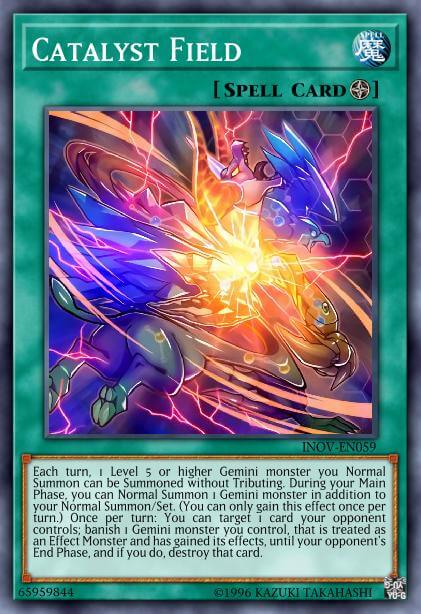 CATALYST FIELD
SPELL
魔
[SPELL CARD]
INOV-EN059
Each turn, 1 Level 5 or higher Gemini monster you Normal
Summon can be Summoned without Tributing. During your Main
Phase, you can Normal Summon 1 Gemini monster in addition to
your Normal Summon/Set. (You can only gain this effect once per
turn.) Once per turn: You can target 1 card your opponent
controls; banish 1 Gemini monster you control, that is treated as
an Effect Monster and has gained its effects, until your opponent's
End Phase, and if you do, destroy that card.
65959844
©1996 KAZUKI TAKAHASHI